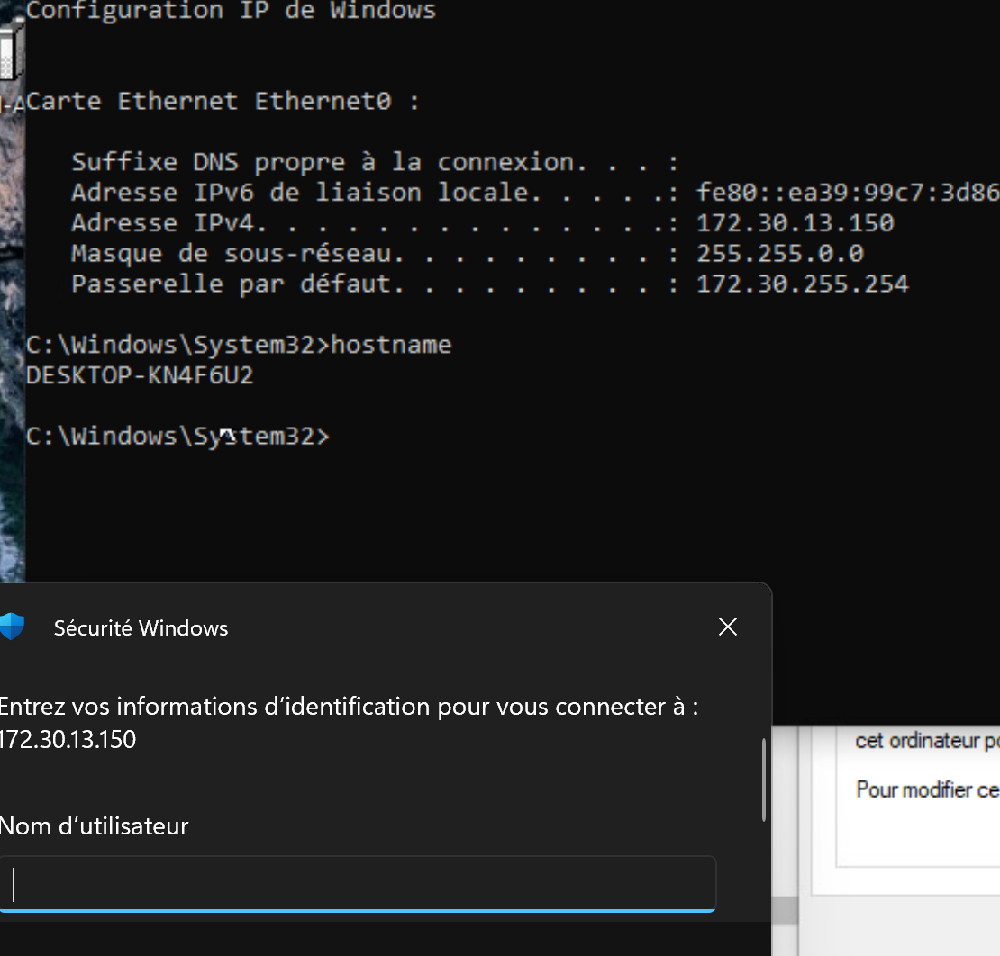 Configuration IP de Windows
Carte Ethernet Ethernet0 :
Suffixe DNS propre à la connexion. . . :
Adresse IPv6 de liaison locale. . . . .: fe80::ea39:99c7:3d86
Adresse IPv4. . . . . . . . . . . . . .: 172.30.13.150
Masque de sous-réseau. . . . . . . . . : 255.255.0.0
Passerelle par défaut. . . . . . . . . : 172.30.255.254
C:\Windows\System32>hostname
DESKTOP-KN4F6U2
C:\Windows\System32>
Sécurité Windows
Entrez vos informations d’identification pour vous connecter à :
172.30.13.150
cet ordinateur po
Pour modifier ce
Nom d’utilisateur